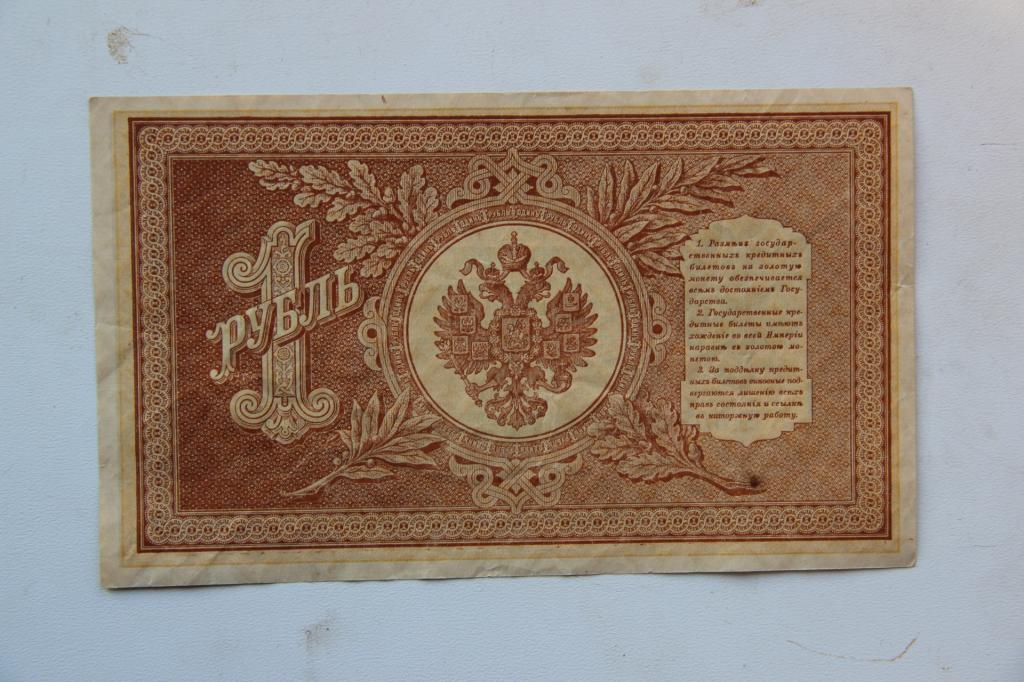 1
РУБЛЬ
1. Размѣнъ государ-
ственныхъ кредитныхъ
билетовъ на золотую
монету обезпечивается
всѣмъ достояніемъ Госу-
дарства.
2. Государственные кре-
дитные билеты имѣютъ
хожденіе во всей Имперіи
наравнѣ съ золотою мо-
нетою.
3. За поддѣлку кредит-
ныхъ билетовъ виновные под-
вергаются лишенію всѣхъ
правъ состоянія и ссылкѣ
въ каторжную работу.